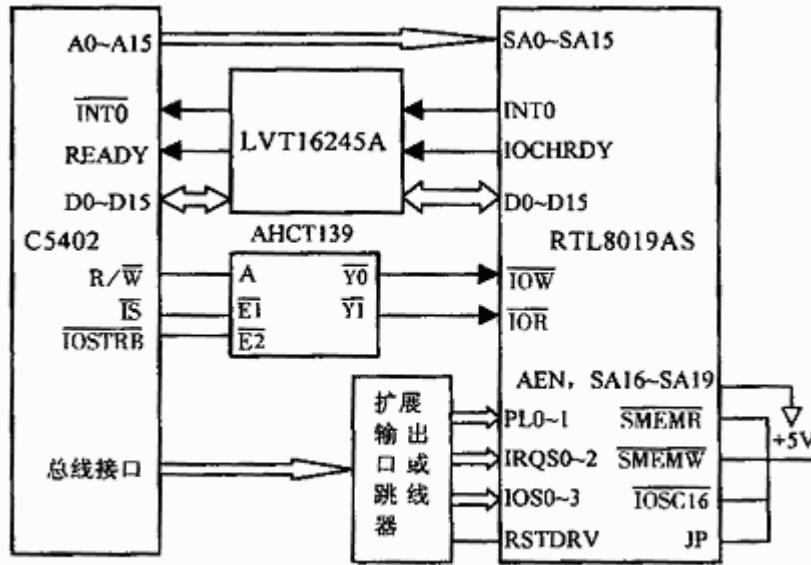 A0~A15
SA0~SA15
INT0
READY
D0~D15
LVT16245A
INT0
IOCHRDY
D0~D15
C5402
AHCT139
RTL8019AS
R/W
IS
IOSTRB
A
E1
E2
Y0
Y1
IOW
IOR
AEN, SA16~SA19
扩展
输出
口或
跳线
器
总线接口
PL0~1
IRQS0~2
IOS0~3
RSTDRV
SMEMR
SMEMW
IOSC16
JP
+5V